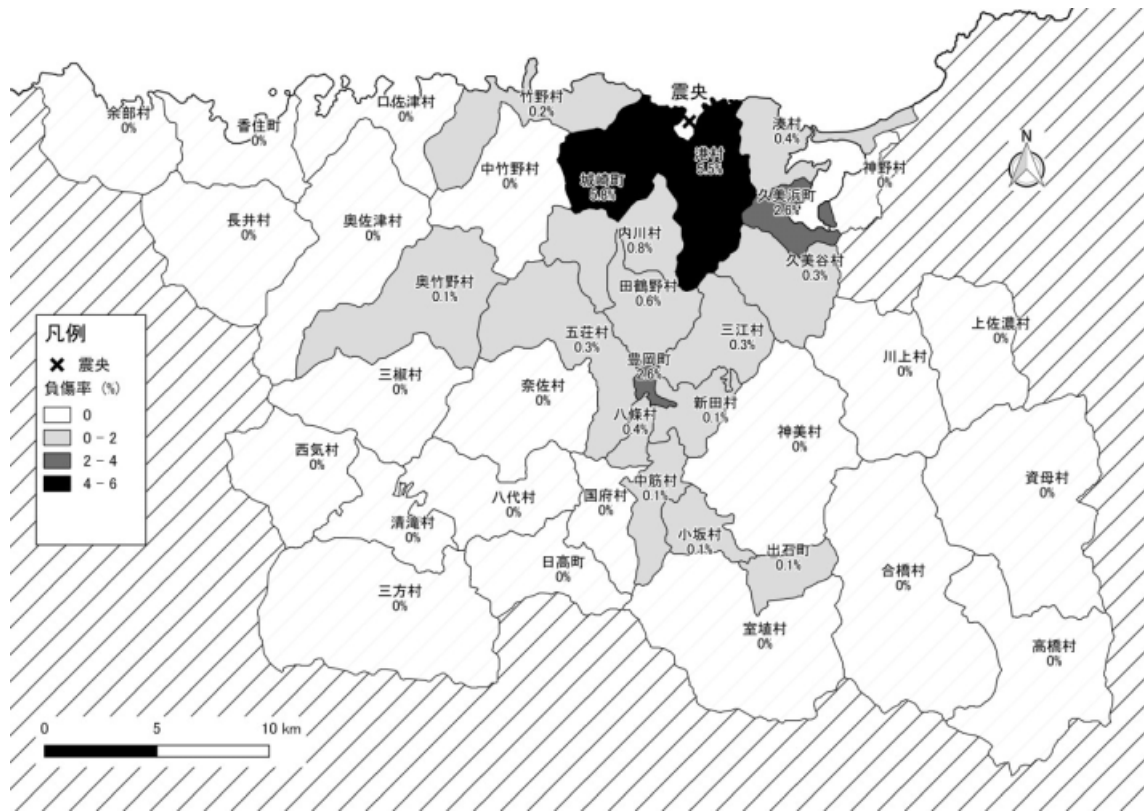 震央
余部村
0%
香住町
0%
口佐津村
0%
竹野村
0.2%
湊村
0.4%
中竹野村
0%
城崎町
5.8%
港村
5.5%
神野村
0%
久美浜町
2.6%
長井村
0%
奥佐津村
0%
内川村
0.8%
久美谷村
0.3%
奥竹野村
0.1%
田鶴野村
0.6%
五荘村
0.3%
三江村
0.3%
上佐濃村
0%
川上村
0%
豊岡町
2.6%
三椒村
0%
奈佐村
0%
新田村
0.1%
八條村
0.4%
神美村
0%
西気村
0%
資母村
0%
中筋村
0.1%
八代村
0%
国府村
0%
清滝村
0%
小坂村
0.1%
出石町
0.1%
日高町
0%
合橋村
0%
三方村
0%
室埴村
0%
高橋村
0%
N
凡例
震央
負傷率 (%)
0
0 - 2
2 - 4
4 - 6
0 5 10 km